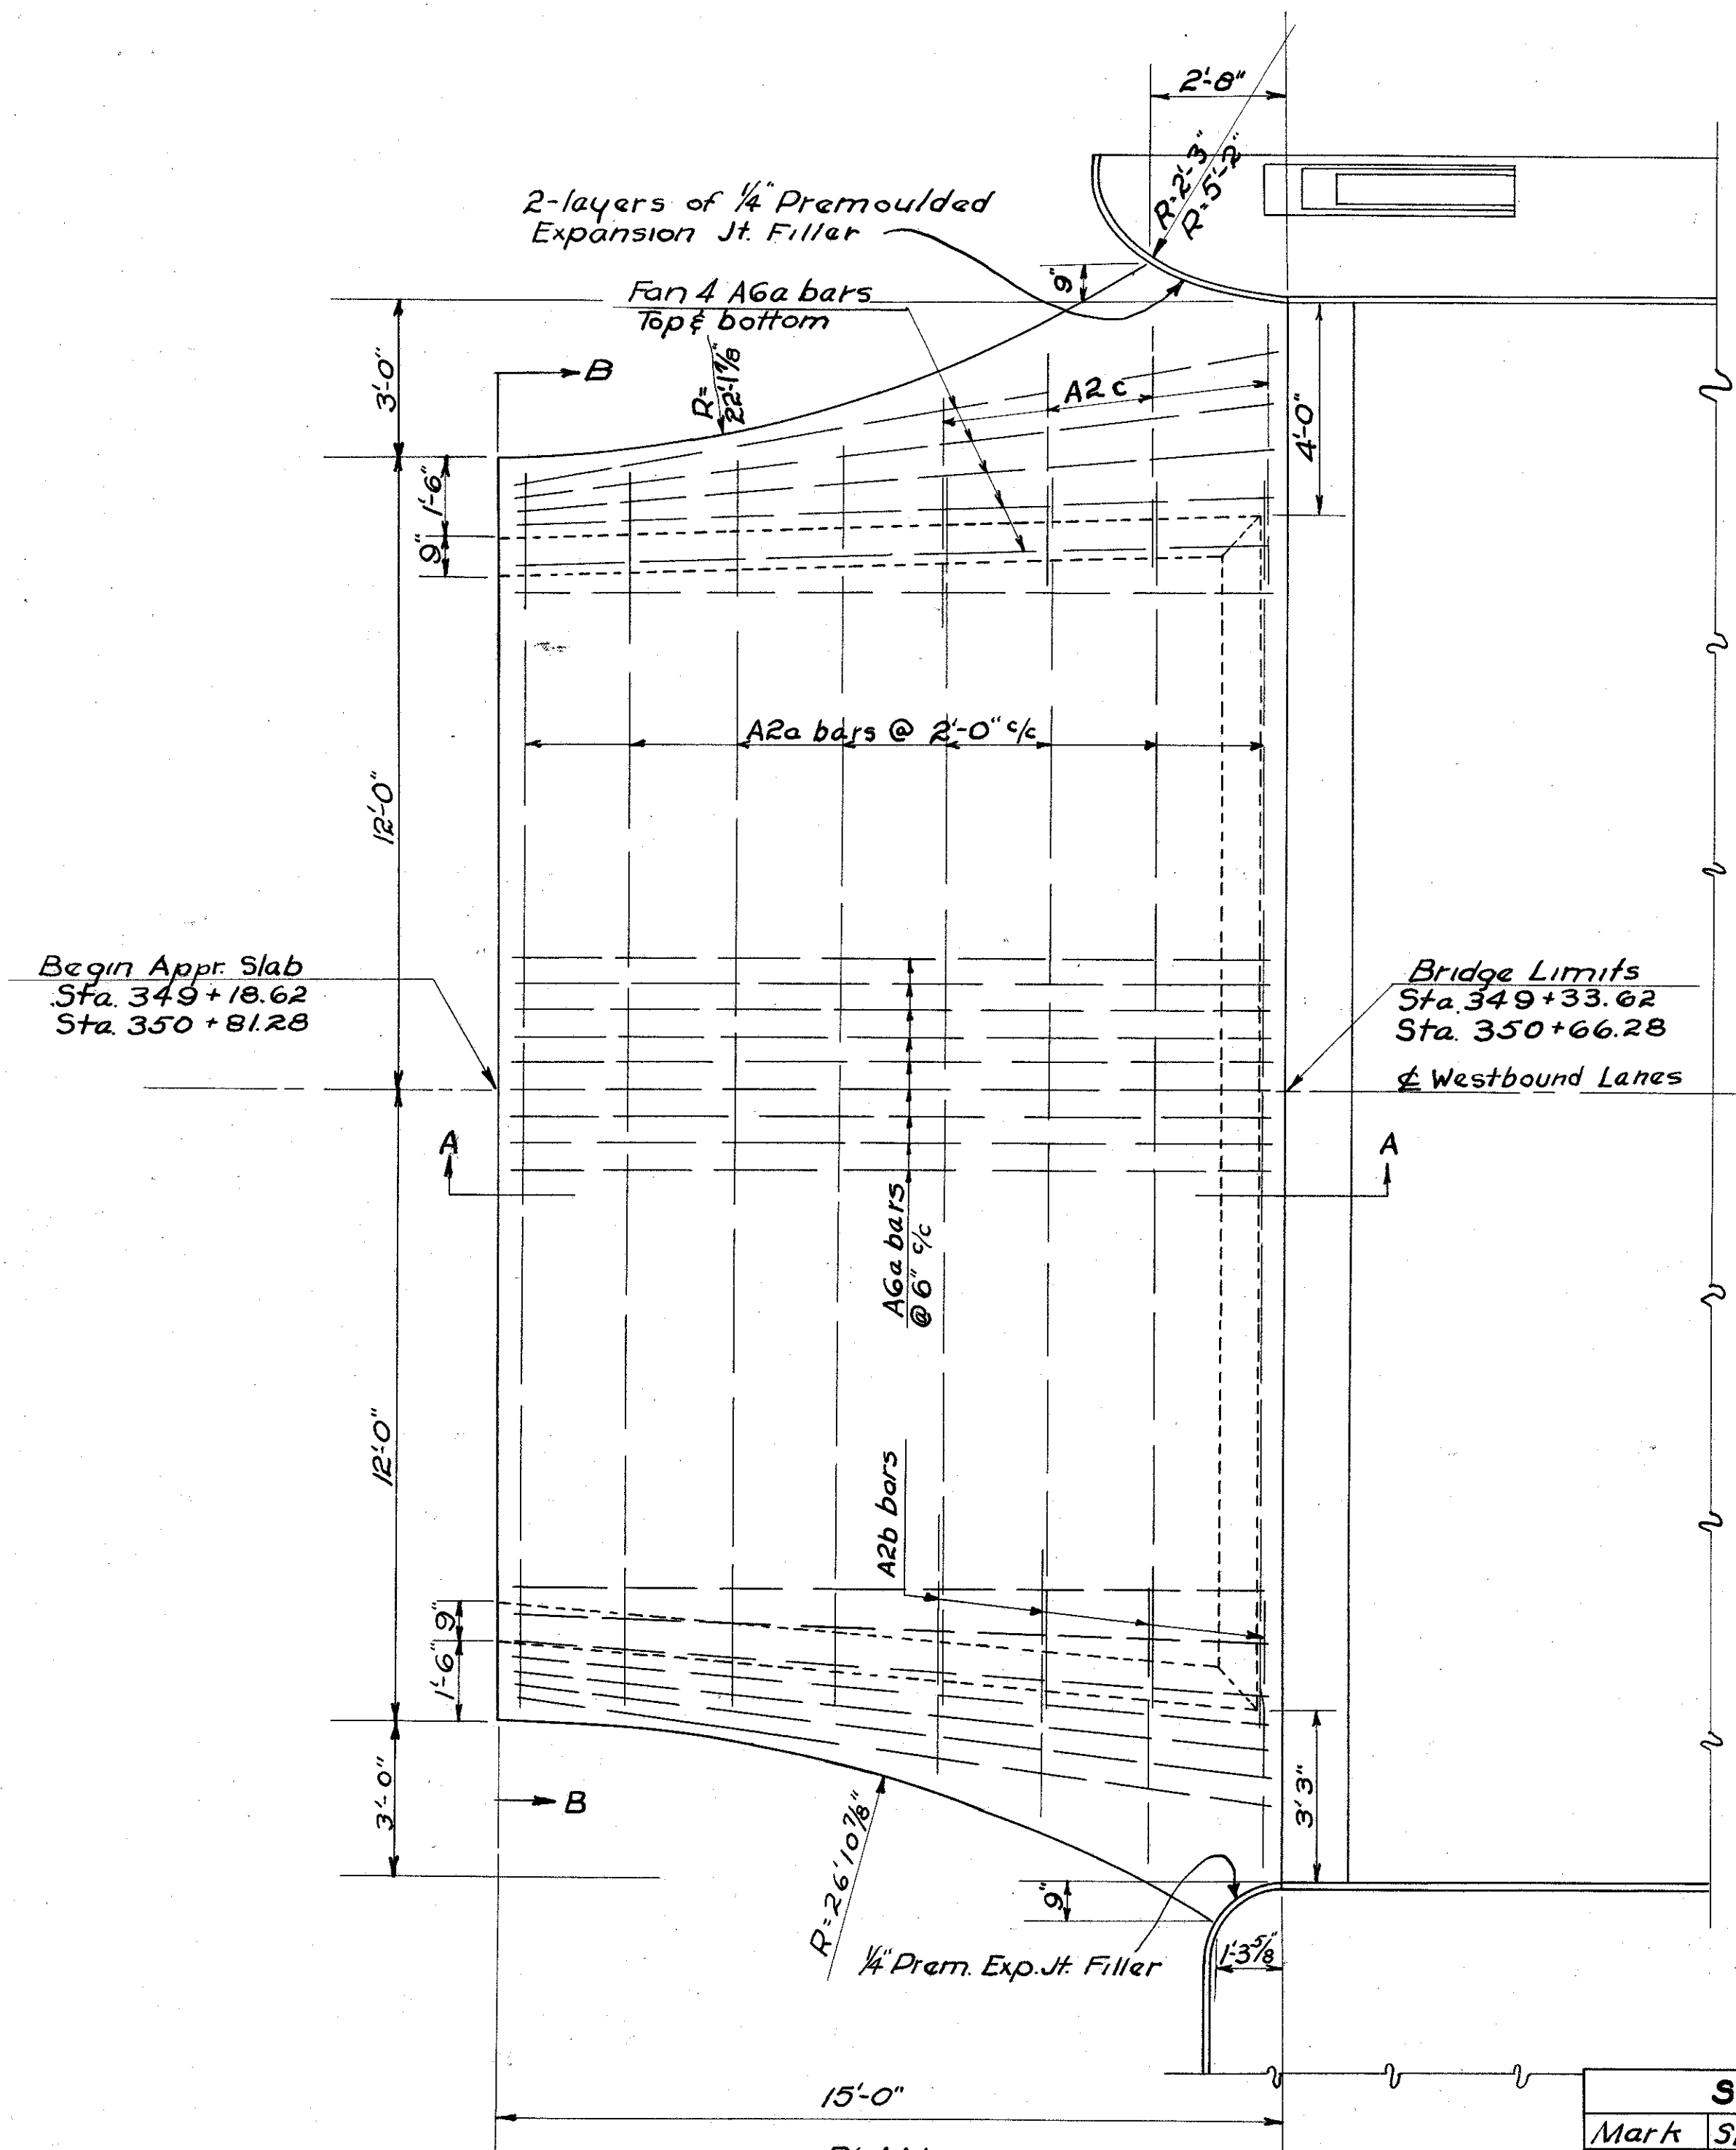 2'-8"
R=2'-3"
R=5'-2"
2-layers of 1/4" Premoulded
Expansion Jt. Filler
9"
Fan 4 A6a bars
Top & bottom
3'-0"
B
R=
22'-1 7/8"
A2c
4'-0"
1'-6"
9"
A2a bars @ 2'-0" c/c
12'-0"
Begin Appr. Slab
Sta. 349+18.62
Sta. 350+81.28
Bridge Limits
Sta. 349+33.62
Sta. 350+66.28
℄ Westbound Lanes
A
A
A6a bars
@ 6" c/c
12'-0"
A2b bars
9"
1'-6"
3'-0"
B
R=26'10 7/8"
3'3"
9"
1/4" Prem. Exp. Jt. Filler
1'-3 5/8"
15'-0"
S
Mark